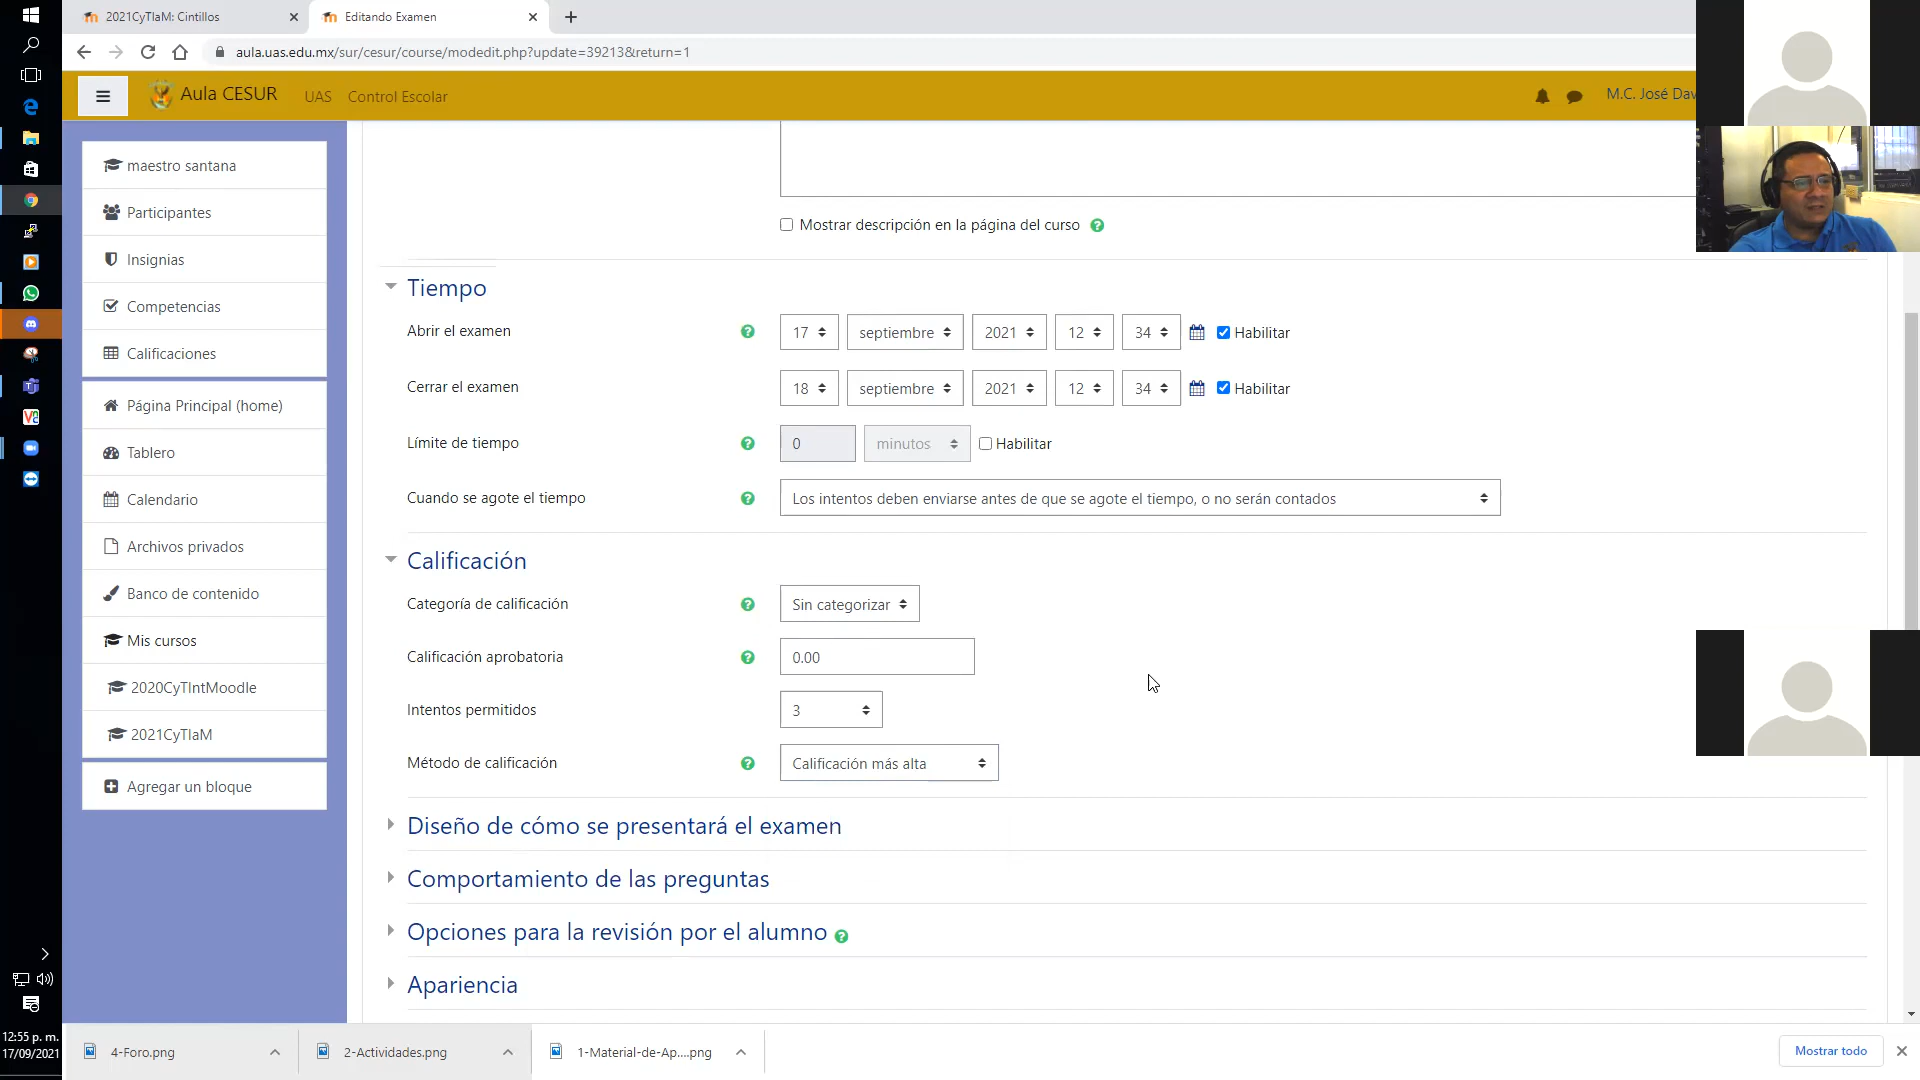 2021CyTIaM: Cintillos
Editando Examen
aula.uas.edu.mx/sur/cesur/course/modedit.php?update=39213&return=1
Aula CESUR
UAS
Control Escolar
M.C. José Dav
maestro santana
Participantes
Insignias
Competencias
Calificaciones
Página Principal (home)
Tablero
Calendario
Archivos privados
Banco de contenido
Mis cursos
2020CyTIntMoodle
2021CyTIaM
Agregar un bloque
Mostrar descripción en la página del curso
Tiempo
Abrir el examen 17 septiembre 2021 12 34 Habilitar
Cerrar el examen 18 septiembre 2021 12 34 Habilitar
Límite de tiempo 0 minutos Habilitar
Cuando se agote el tiempo Los intentos deben enviarse antes de que se agote el tiempo, o no serán contados
Calificación
Categoría de calificación Sin categorizar
Calificación aprobatoria 0.00
Intentos permitidos 3
Método de calificación Calificación más alta
Diseño de cómo se presentará el examen
Comportamiento de las preguntas
Opciones para la revisión por el alumno
Apariencia
12:55 p. m.
17/09/2021
4-Foro.png
2-Actividades.png
1-Material-de-Ap....png
Mostrar todo